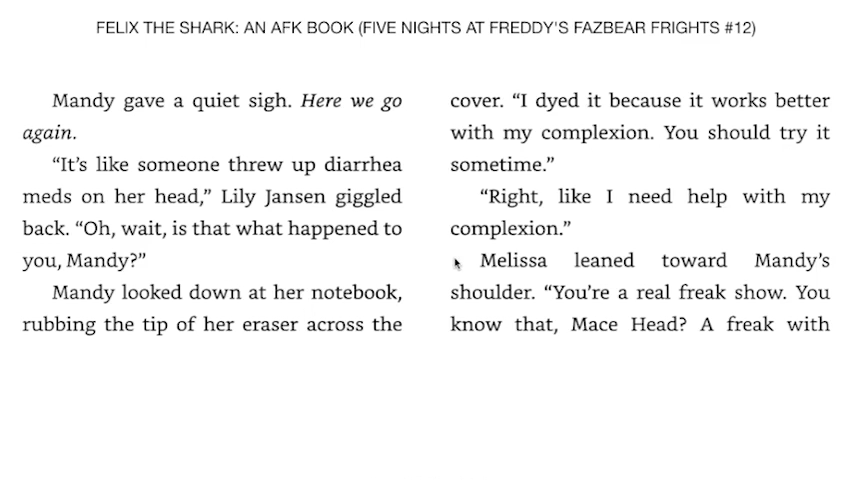 FELIX THE SHARK: AN AFK BOOK (FIVE NIGHTS AT FREDDY'S FAZBEAR FRIGHTS #12)
Mandy gave a quiet sigh. Here we go
again.
“It’s like someone threw up diarrhea
meds on her head,” Lily Jansen giggled
back. “Oh, wait, is that what happened to
you, Mandy?”
Mandy looked down at her notebook,
rubbing the tip of her eraser across the
cover. “I dyed it because it works better
with my complexion. You should try it
sometime.”
“Right, like I need help with my
complexion.”
Melissa leaned toward Mandy’s
shoulder. “You’re a real freak show. You
know that, Mace Head? A freak with